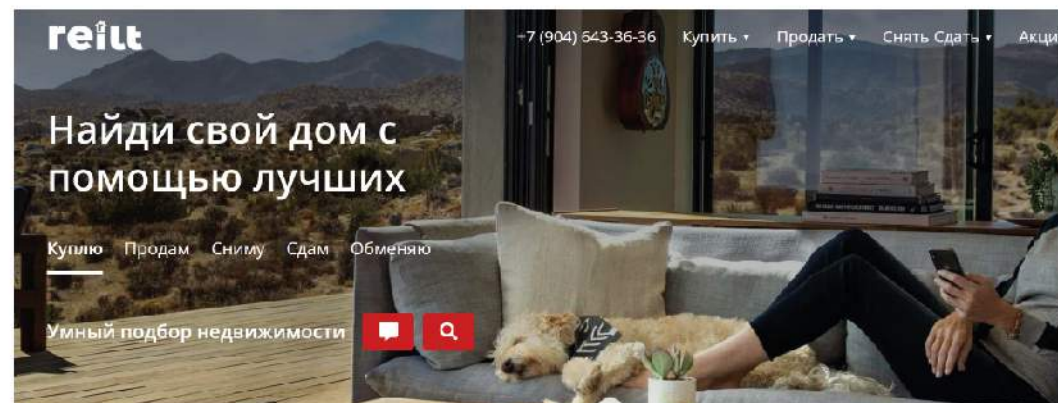 reilt
+7 (904) 643-36-36 Купить ▾ Продать ▾ Снять Сдать ▾ Акци
Найди свой дом с
помощью лучших
Куплю Продам Сниму Сдам Обменяю
Умный подбор недвижимости